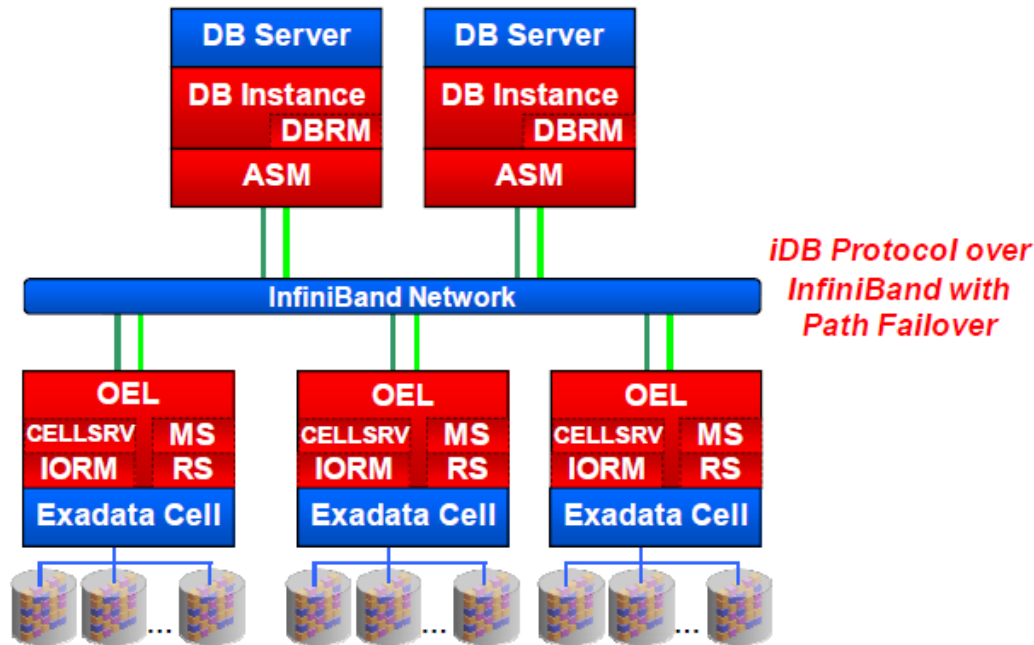 DB Server
DB Instance
DBRM
ASM
DB Server
DB Instance
DBRM
ASM
iDB Protocol over
InfiniBand with
Path Failover
InfiniBand Network
OEL
CELLSRV MS
IORM RS
Exadata Cell
...
OEL
CELLSRV MS
IORM RS
Exadata Cell
...
OEL
CELLSRV MS
IORM RS
Exadata Cell
...